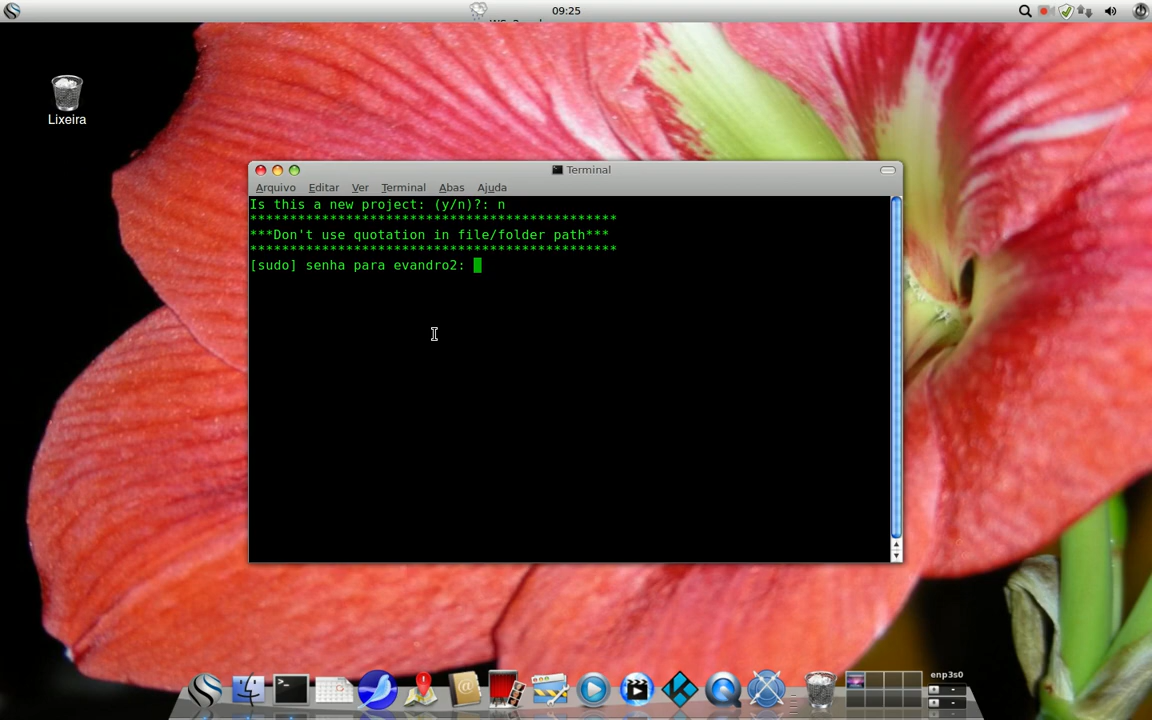 09:25
Lixeira
Terminal
Arquivo Editar Ver Terminal Abas Ajuda
Is this a new project: (y/n)?: n
**********************************************
***Don't use quotation in file/folder path***
**********************************************
[sudo] senha para evandro2:
enp3s0